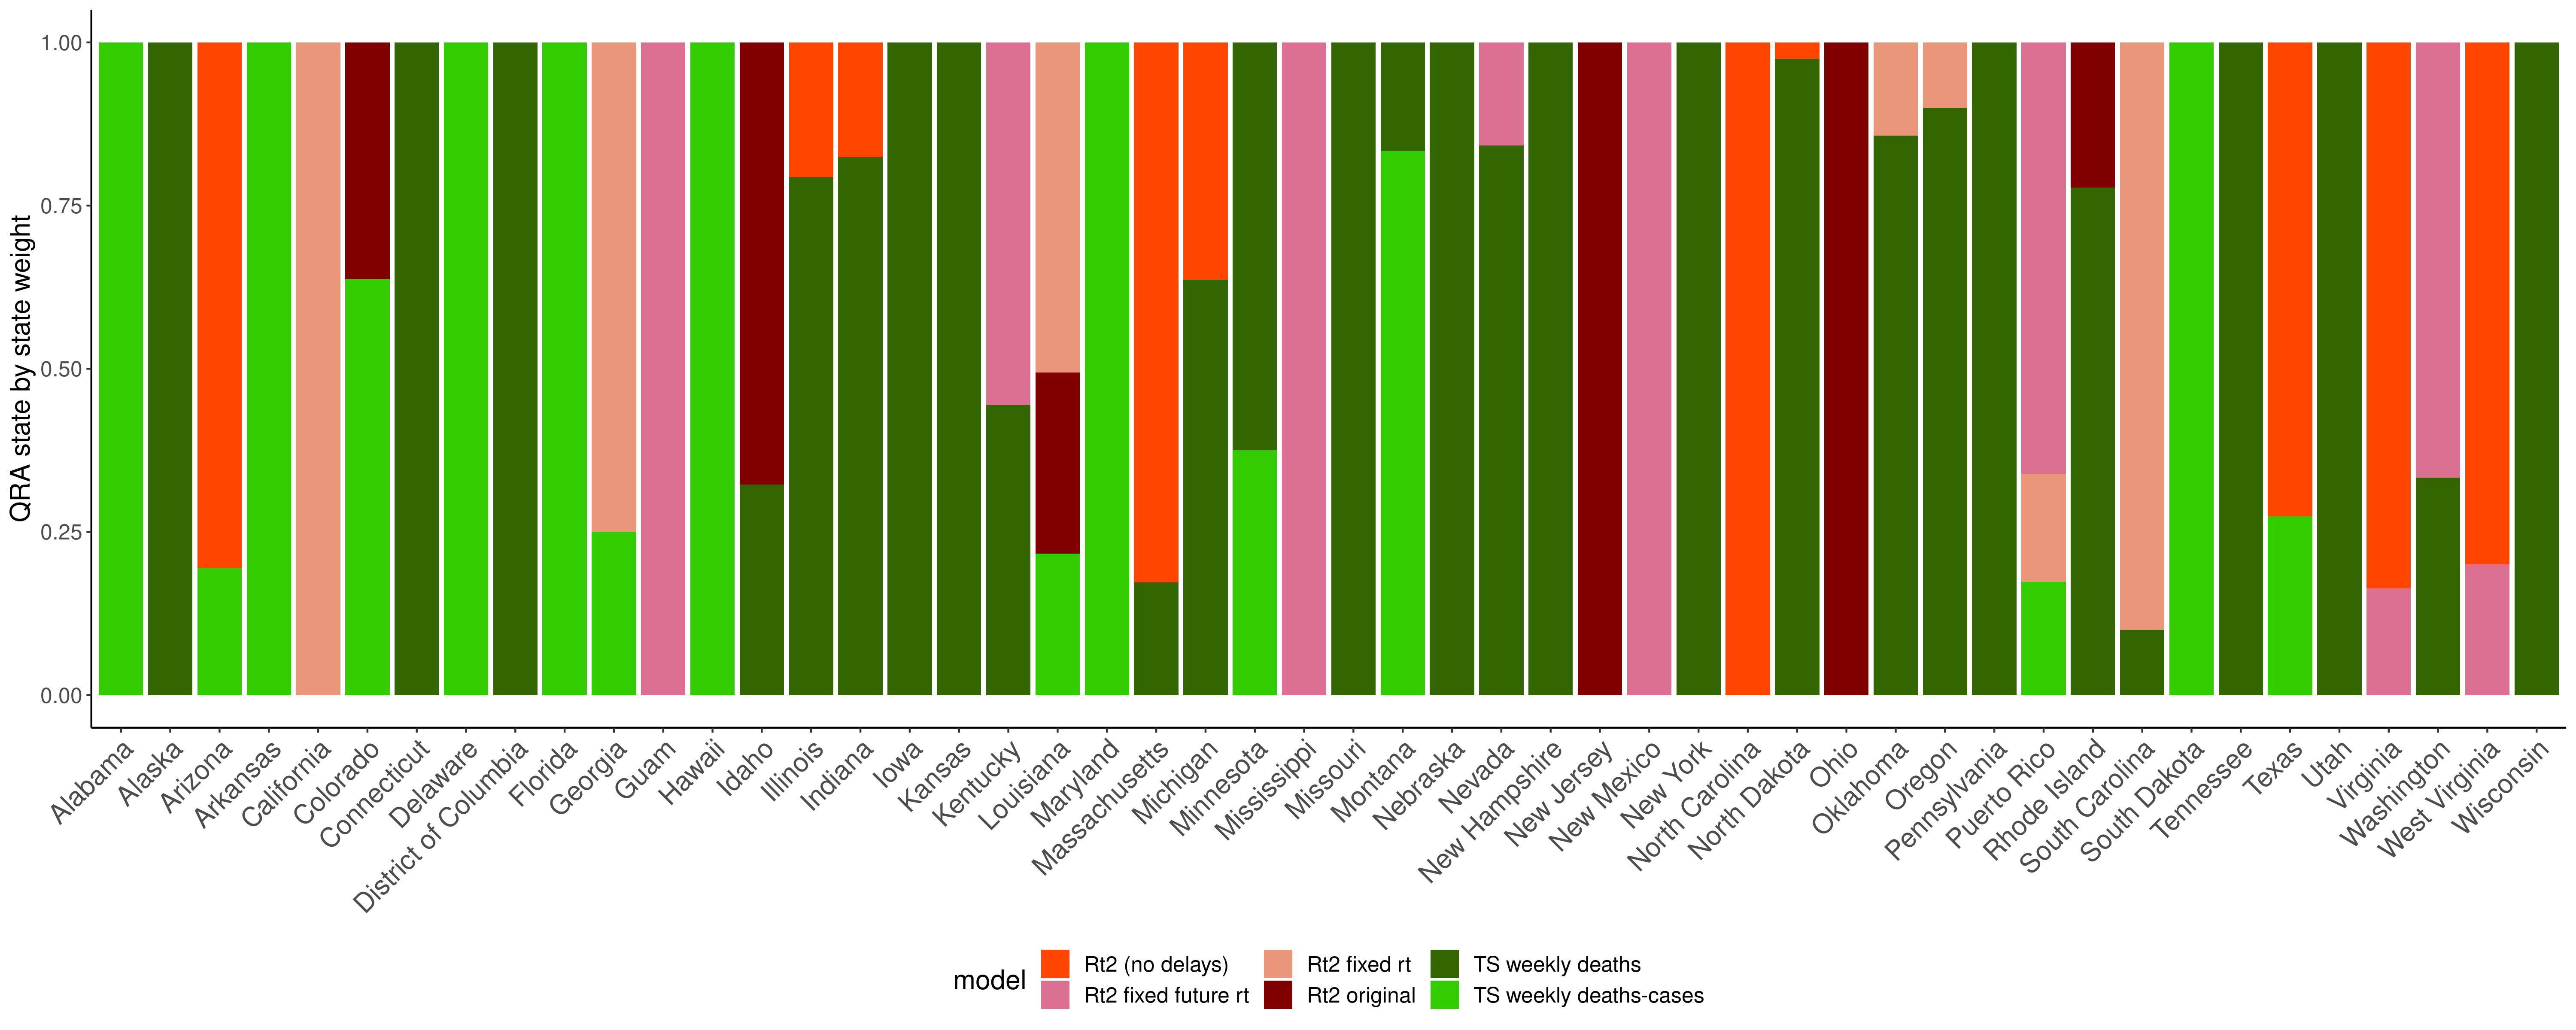 QRA state by state weight
1.00
0.75
0.50
0.25
0.00
Alabama
Alaska
Arizona
Arkansas
California
Colorado
Connecticut
Delaware
District of Columbia
Florida
Georgia
Guam
Hawaii
Idaho
Illinois
Indiana
Iowa
Kansas
Kentucky
Louisiana
Maryland
Massachusetts
Michigan
Minnesota
Mississippi
Missouri
Montana
Nebraska
Nevada
New Hampshire
New Jersey
New Mexico
New York
North Carolina
North Dakota
Ohio
Oklahoma
Oregon
Pennsylvania
Puerto Rico
Rhode Island
South Carolina
South Dakota
Tennessee
Texas
Utah
Virginia
Washington
West Virginia
Wisconsin
model
Rt2 (no delays)
Rt2 fixed rt
TS weekly deaths
Rt2 fixed future rt
Rt2 original
TS weekly deaths-cases